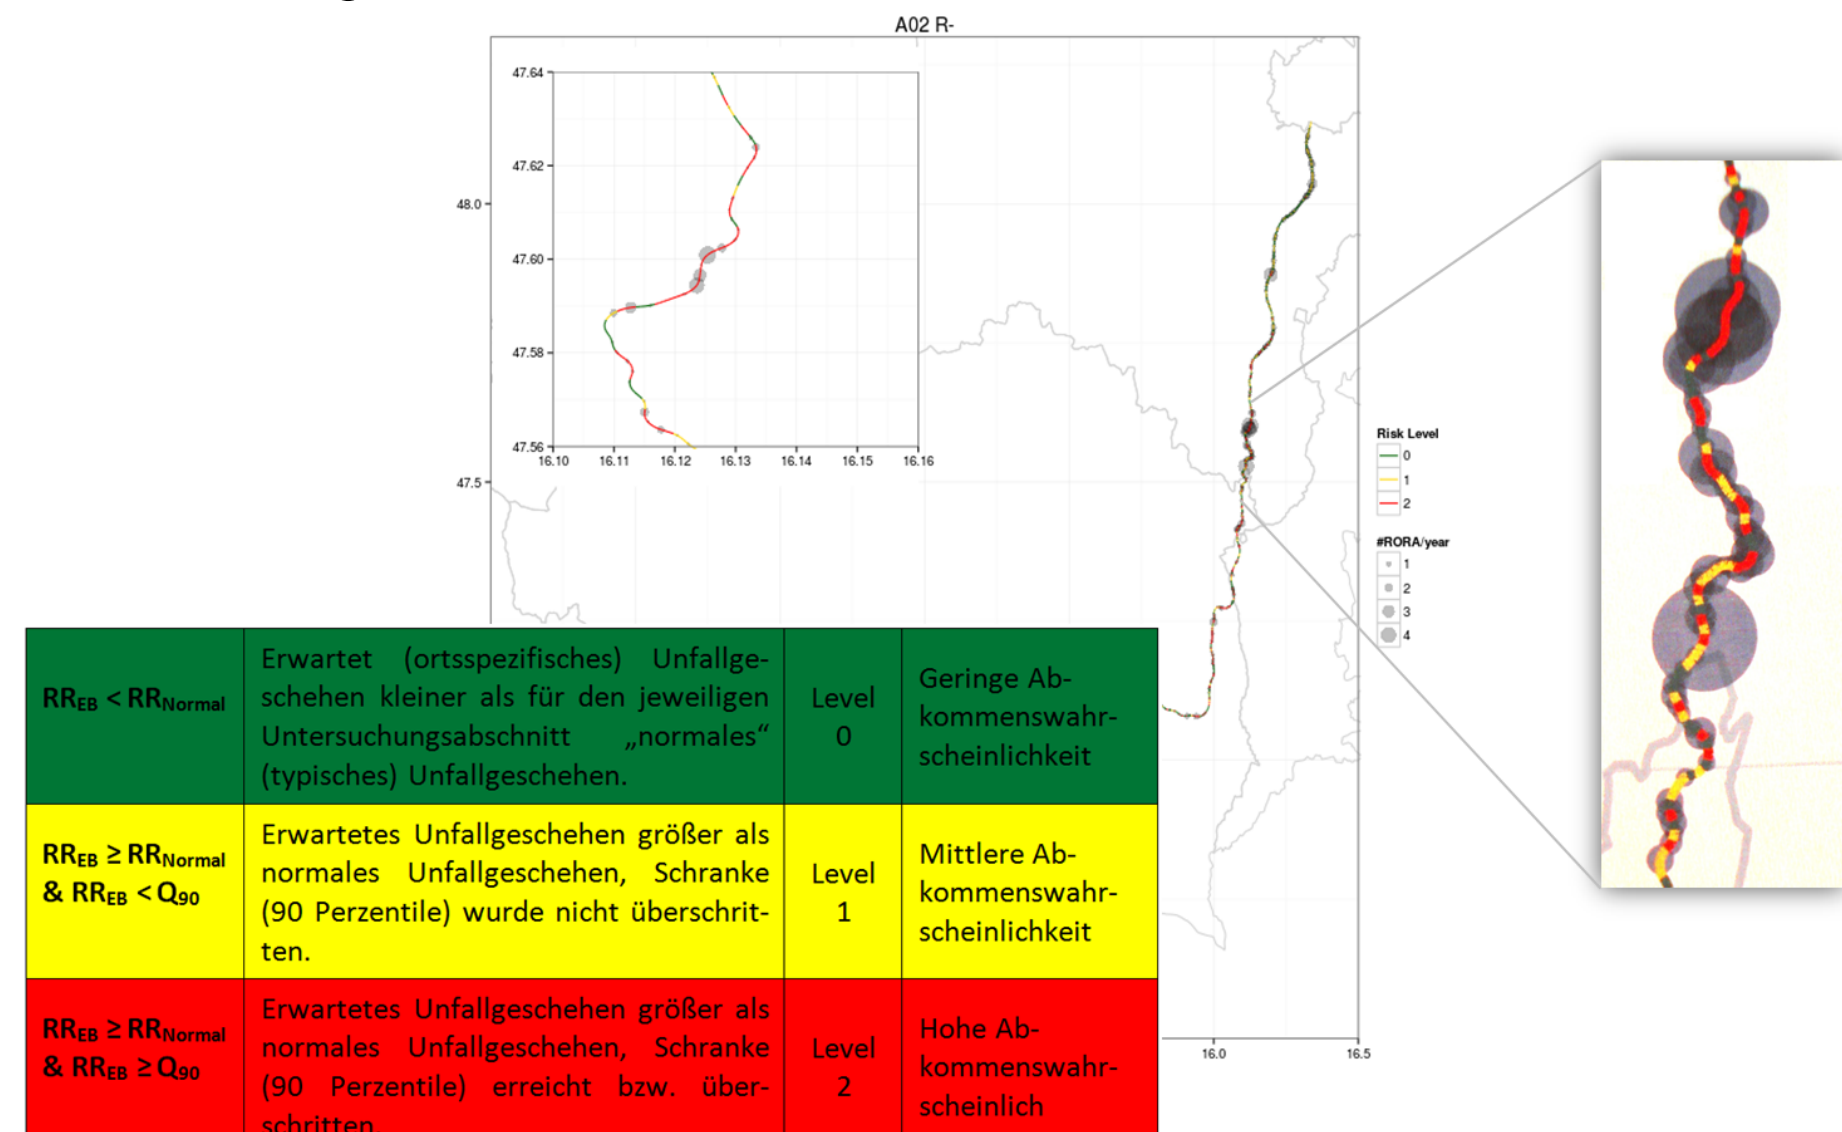 A02 R-
47.64
47.62
47.60
47.58
47.56
16.10 16.11 16.12 16.13 16.14 16.15 16.16
48.0
47.5
16.0 16.5
Risk Level
0
1
2
#RORA/year
1
2
3
4
RR_EB < RR_Normal
Erwartet (ortsspezifisches) Unfallge-
schehen kleiner als für den jeweiligen
Untersuchungsabschnitt „normales“
(typisches) Unfallgeschehen.
Level
0
Geringe Ab-
kommenswahr-
scheinlichkeit
RR_EB ≥ RR_Normal
& RR_EB < Q_90
Erwartetes Unfallgeschehen größer als
normales Unfallgeschehen, Schranke
(90 Perzentile) wurde nicht überschrit-
ten.
Level
1
Mittlere Ab-
kommenswahr-
scheinlichkeit
RR_EB ≥ RR_Normal
& RR_EB ≥ Q_90
Erwartetes Unfallgeschehen größer als
normales Unfallgeschehen, Schranke
(90 Perzentile) erreicht bzw. über-
schritten.
Level
2
Hohe Ab-
kommenswahr-
scheinlich